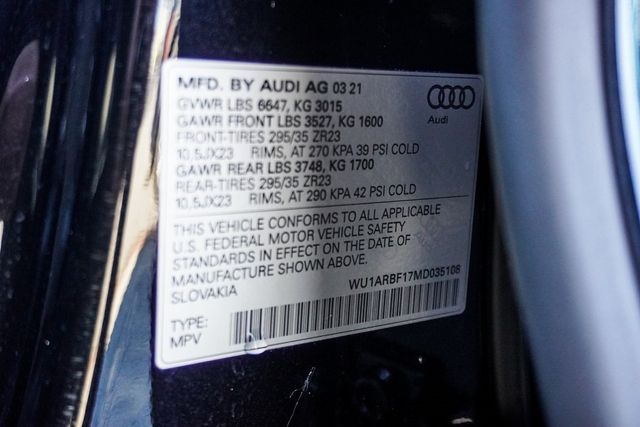 MFD. BY AUDI AG 03 21
GVWR LBS 6647, KG 3015
GAWR FRONT LBS 3527, KG 1600
FRONT-TIRES 295/35 ZR23
10,5JX23 RIMS, AT 270 KPA 39 PSI COLD
GAWR REAR LBS 3748, KG 1700
REAR-TIRES 295/35 ZR23
10,5JX23 RIMS, AT 290 KPA 42 PSI COLD
Audi
THIS VEHICLE CONFORMS TO ALL APPLICABLE
U.S. FEDERAL MOTOR VEHICLE SAFETY
STANDARDS IN EFFECT ON THE DATE OF
MANUFACTURE SHOWN ABOVE.
SLOVAKIA
WU1ARBF17MD035108
TYPE:
MPV